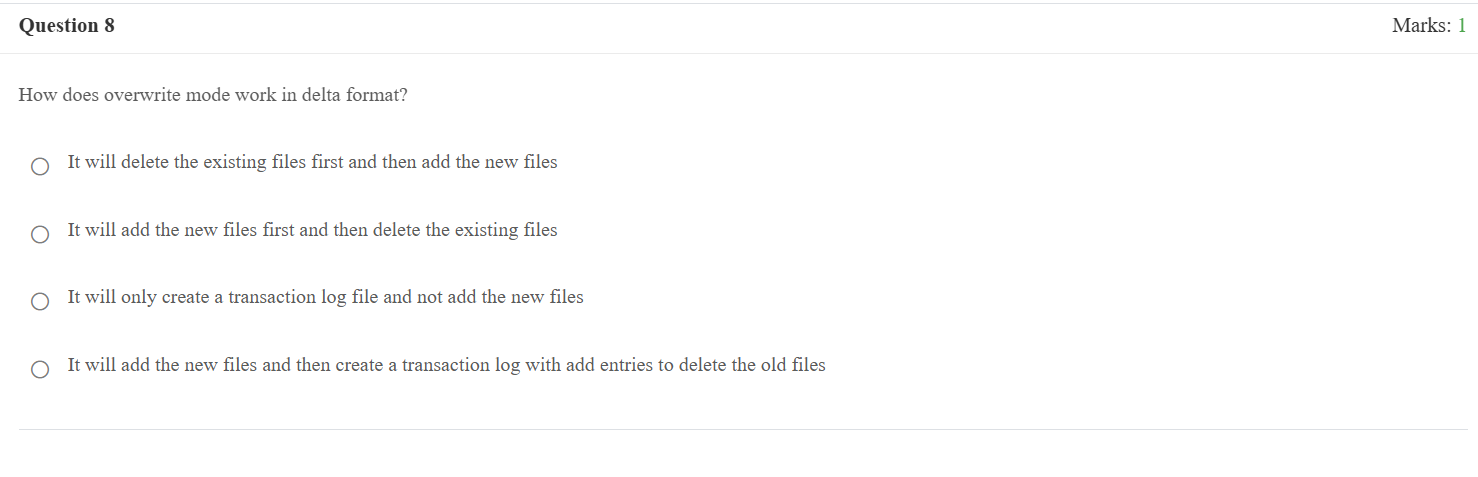 Question 8
Marks: 1
How does overwrite mode work in delta format?
It will delete the existing files first and then add the new files
It will add the new files first and then delete the existing files
It will only create a transaction log file and not add the new files
It will add the new files and then create a transaction log with add entries to delete the old files